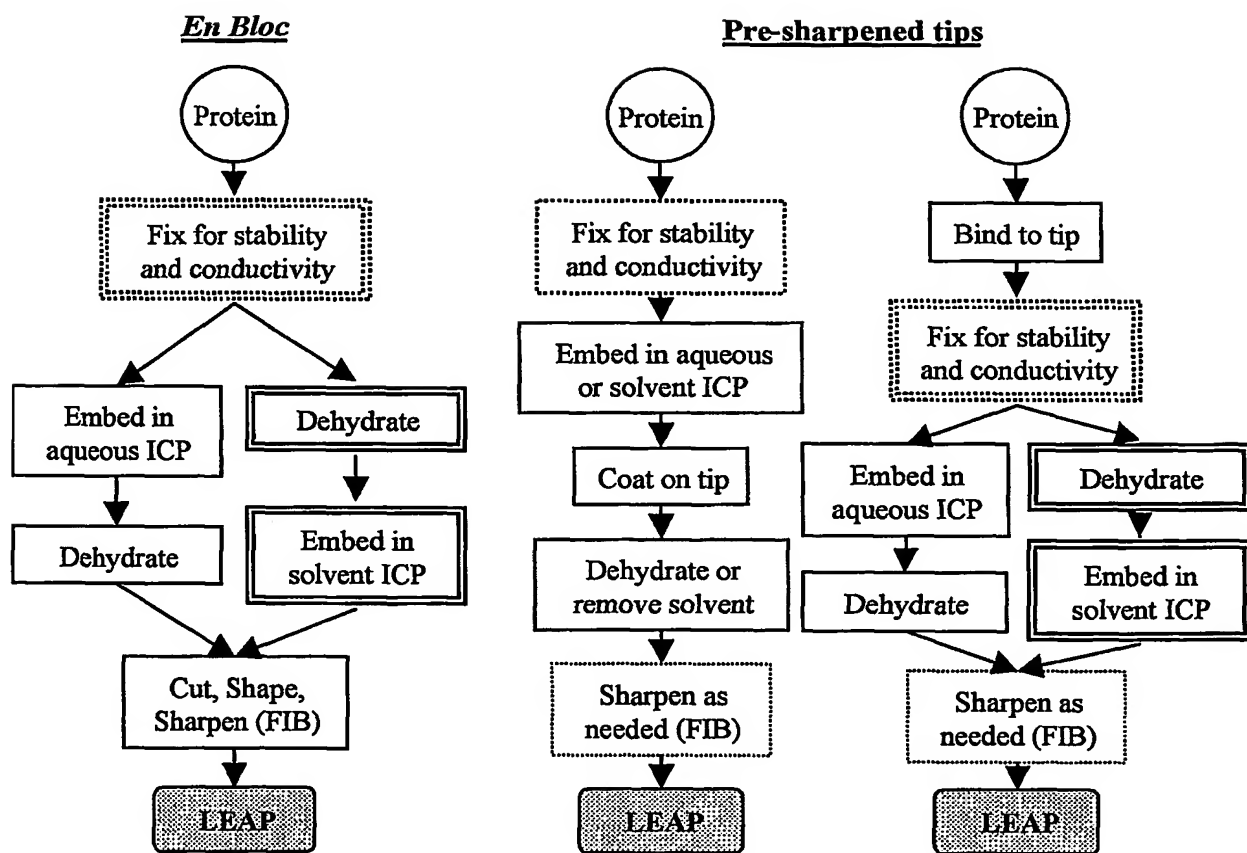 En Bloc
Protein
Fix for stability
and conductivity
Embed in
aqueous ICP
Dehydrate
Dehydrate
Embed in
solvent ICP
Cut, Shape,
Sharpen (FIB)
LEAP
Pre-sharpened tips
Protein
Fix for stability
and conductivity
Embed in aqueous
or solvent ICP
Coat on tip
Dehydrate or
remove solvent
Sharpen as
needed (FIB)
LEAP
Protein
Bind to tip
Fix for stability
and conductivity
Embed in
aqueous ICP
Dehydrate
Dehydrate
Embed in
solvent ICP
Sharpen as
needed (FIB)
LEAP